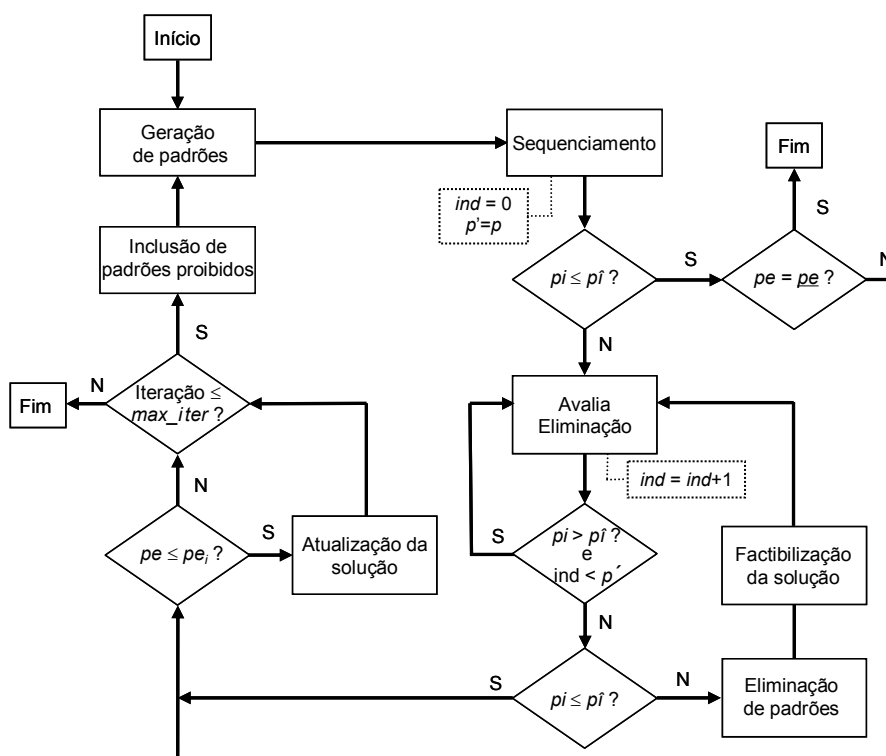 Início
Geração
de padrões
Sequenciamento
Fim
ind = 0
p'=p
S
Inclusão de
padrões proibidos
pi ≤ pî ?
S
pe = pe ?
N
S
N
N
Iteração ≤
max_iter ?
Fim
Avalia
Eliminação
ind = ind+1
N
pe ≤ pei ?
S
Atualização da
solução
S
pi > pî ?
e
ind < p´
Factibilização
da solução
N
S
pi ≤ pî ?
N
Eliminação
de padrões